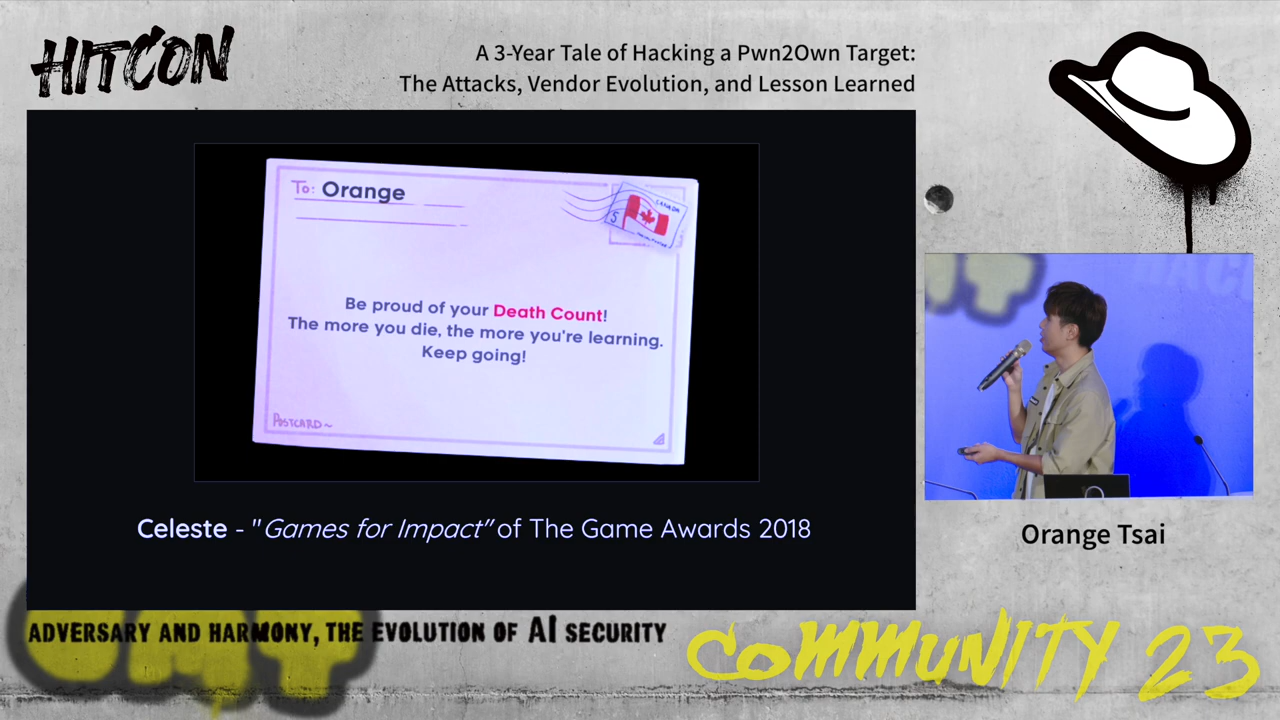 HITCON
A 3-Year Tale of Hacking a Pwn2Own Target:
The Attacks, Vendor Evolution, and Lesson Learned
To: Orange
CANADA
5
Be proud of your Death Count!
The more you die, the more you're learning.
Keep going!
POSTCARD~
Celeste - "Games for Impact" of The Game Awards 2018
Orange Tsai
ADVERSARY AND HARMONY, THE EVOLUTION OF AI SECURITY
COMMUNITY 23